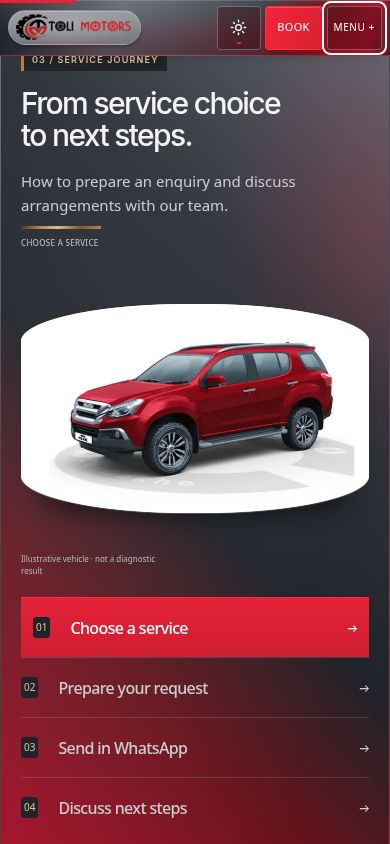 TOLI MOTORS
BOOK
MENU +
03 / SERVICE JOURNEY
From service choice
to next steps.
How to prepare an enquiry and discuss
arrangements with our team.
CHOOSE A SERVICE
Illustrative vehicle · not a diagnostic
result
01 Choose a service →
02 Prepare your request →
03 Send in WhatsApp →
04 Discuss next steps →